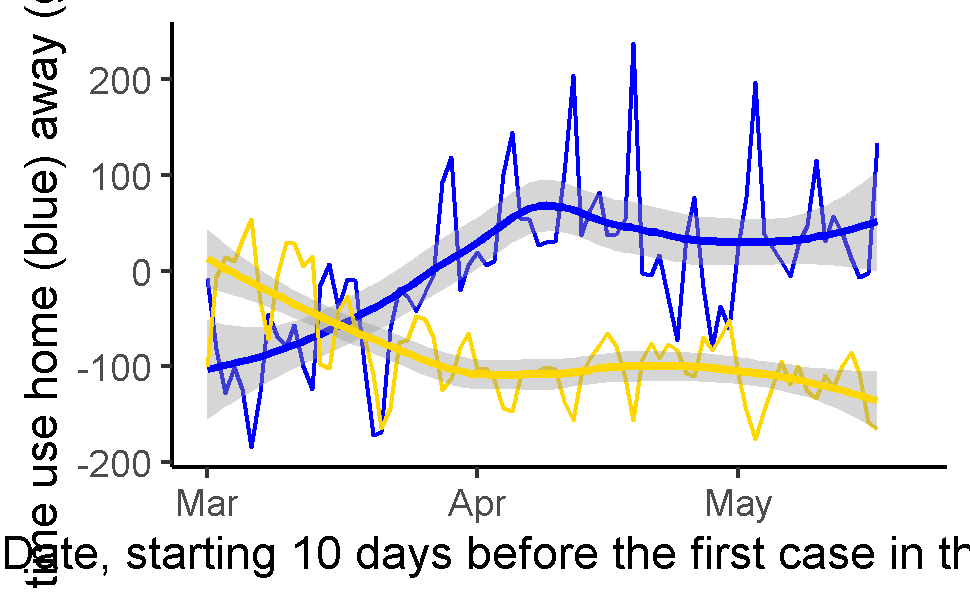 time use home (blue) away (
200
100
0
-100
-200
Mar Apr May
Date, starting 10 days before the first case in th